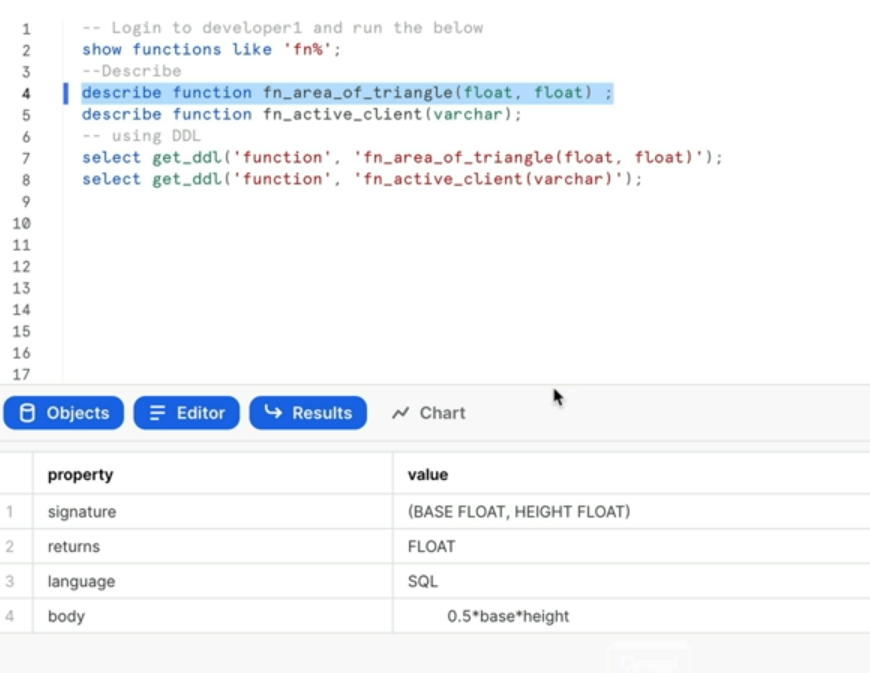 1 -- Login to developer1 and run the below
2 show functions like 'fn%';
3 --Describe
4 describe function fn_area_of_triangle(float, float) ;
5 describe function fn_active_client(varchar);
6 -- using DDL
7 select get_ddl('function', 'fn_area_of_triangle(float, float)');
8 select get_ddl('function', 'fn_active_client(varchar)');
9
10
11
12
13
14
15
16
17
Objects Editor Results Chart
property value
1 signature (BASE FLOAT, HEIGHT FLOAT)
2 returns FLOAT
3 language SQL
4 body 0.5*base*height